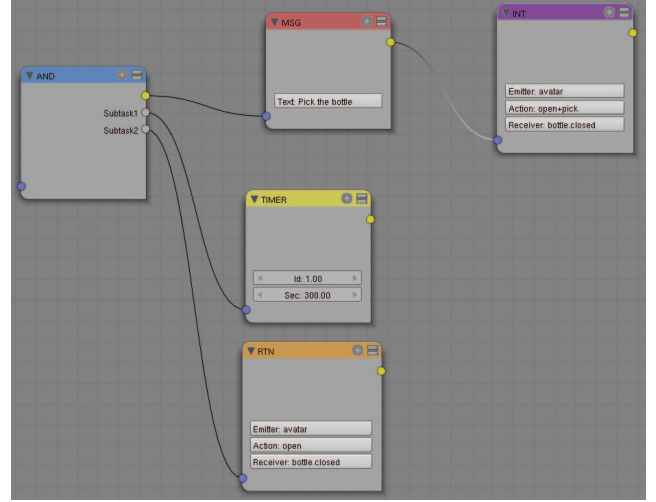 MSG
Text: Pick the bottle
INT
Emitter: avatar
Action: open+pick
Receiver: bottle.closed
AND
Subtask1
Subtask2
TIMER
Id: 1.00
Sec: 300.00
RTN
Emitter: avatar
Action: open
Receiver: bottle.closed